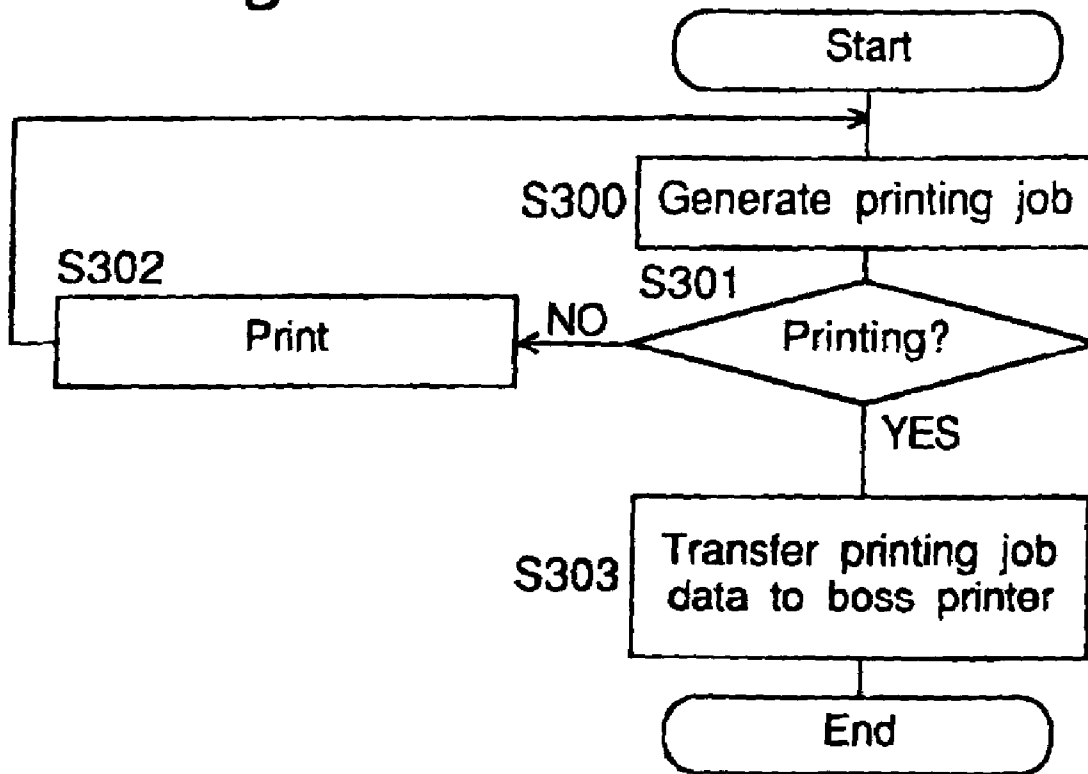 Start
S300
Generate printing job
S302
S301
Print
NO
Printing?
YES
S303
Transfer printing job
data to boss printer
End